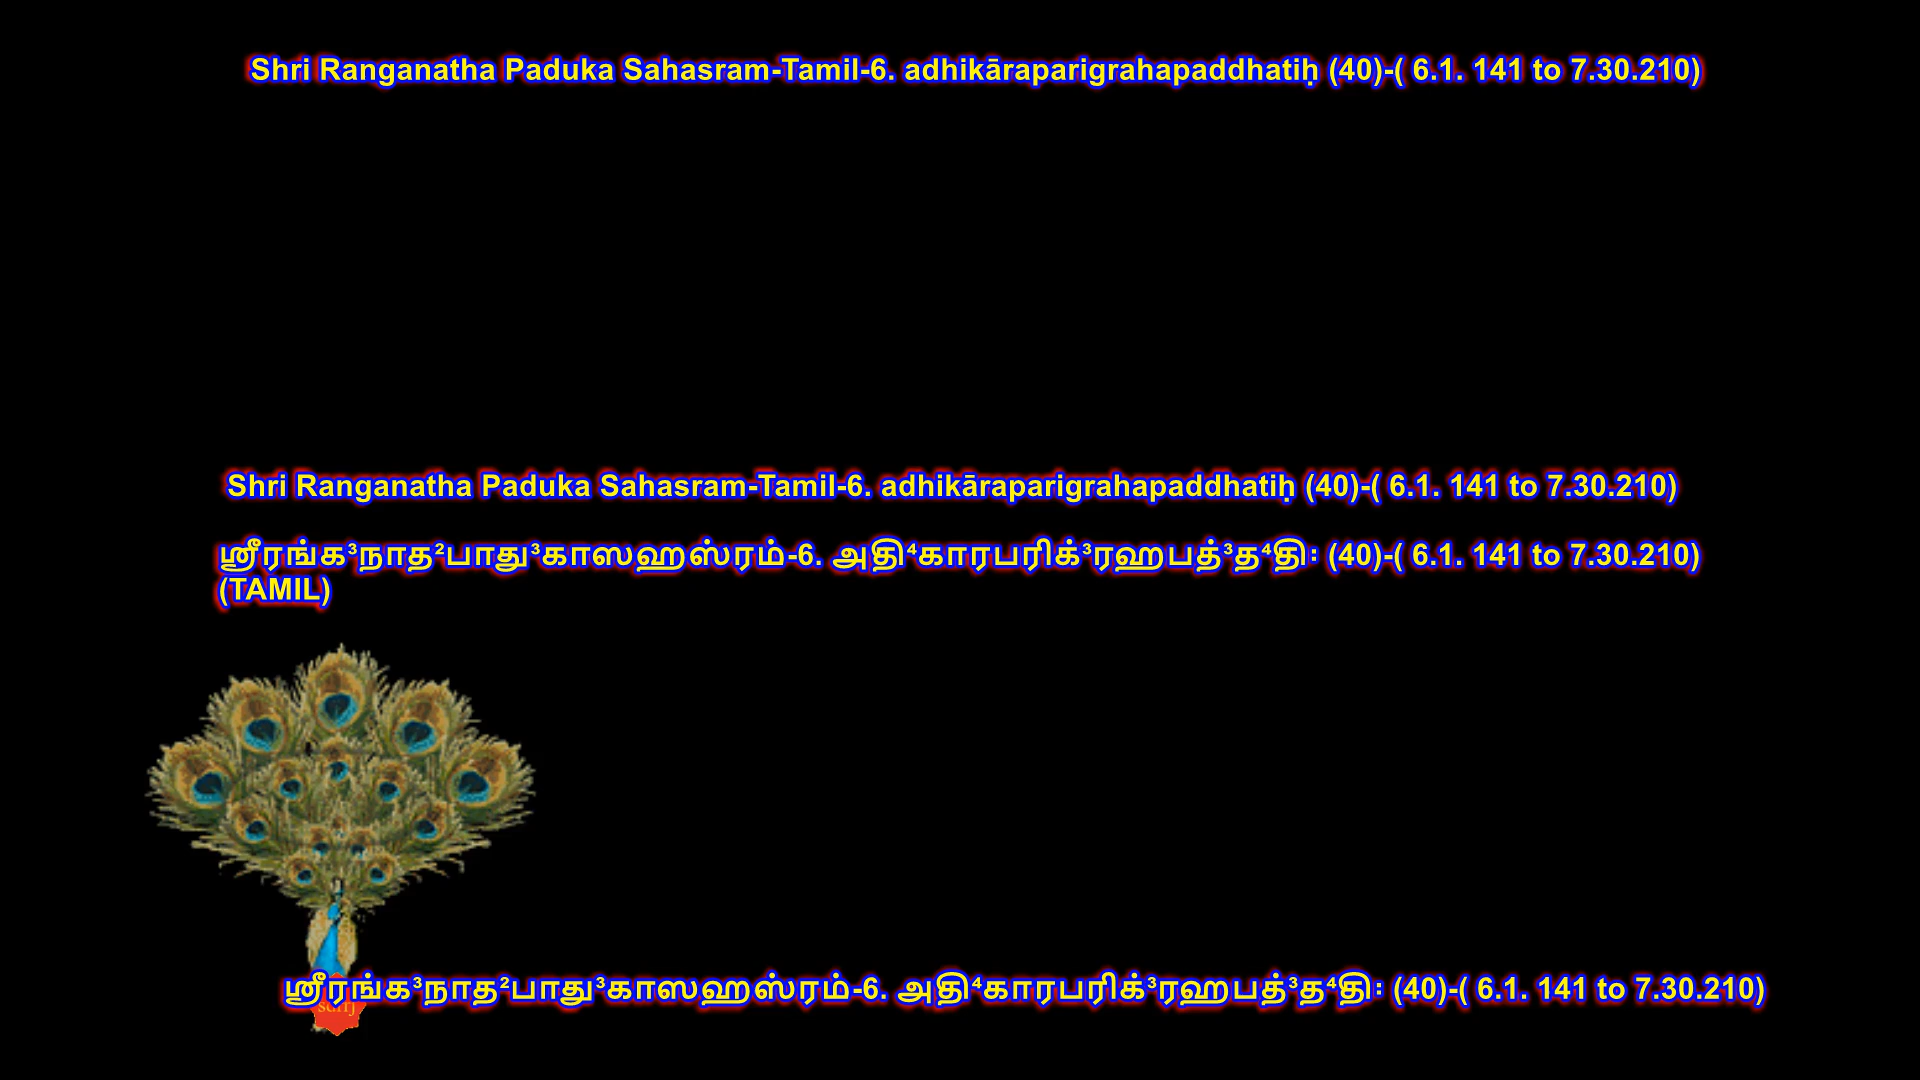 Shri Ranganatha Paduka Sahasram-Tamil-6. adhikāraparigrahapaddhatiḥ (40)-( 6.1. 141 to 7.30.210)
Shri Ranganatha Paduka Sahasram-Tamil-6. adhikāraparigrahapaddhatiḥ (40)-( 6.1. 141 to 7.30.210)
ஶ்ரீரங்க³நாத²பாது³காஸஹஸ்ரம்-6. அதி⁴காரபரிக்³ரஹபத்³த⁴தி꞉ (40)-( 6.1. 141 to 7.30.210)
(TAMIL)
ஶ்ரீரங்க³நாத²பாது³காஸஹஸ்ரம்-6. அதி⁴காரபரிக்³ரஹபத்³த⁴தி꞉ (40)-( 6.1. 141 to 7.30.210)